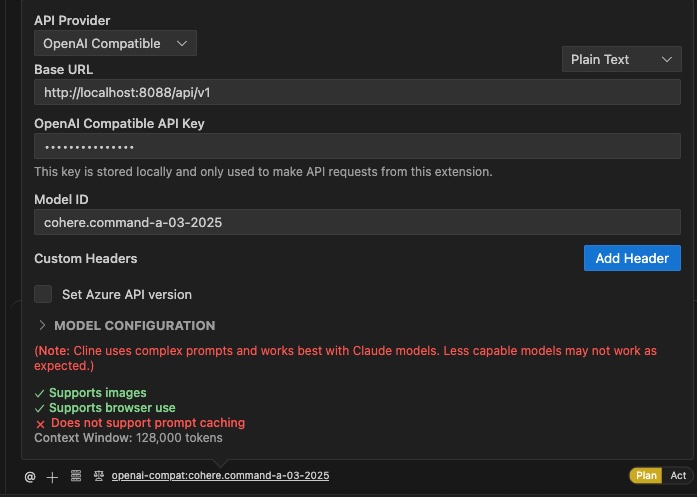 API Provider
OpenAI Compatible
Plain Text
Base URL
http://localhost:8088/api/v1
OpenAI Compatible API Key
•••••••••••••••
This key is stored locally and only used to make API requests from this extension.
Model ID
cohere.command-a-03-2025
Custom Headers
Add Header
Set Azure API version
MODEL CONFIGURATION
(Note: Cline uses complex prompts and works best with Claude models. Less capable models may not work as
expected.)
✓ Supports images
✓ Supports browser use
✕ Does not support prompt caching
Context Window: 128,000 tokens
@ + openai-compat:cohere.command-a-03-2025
Plan Act